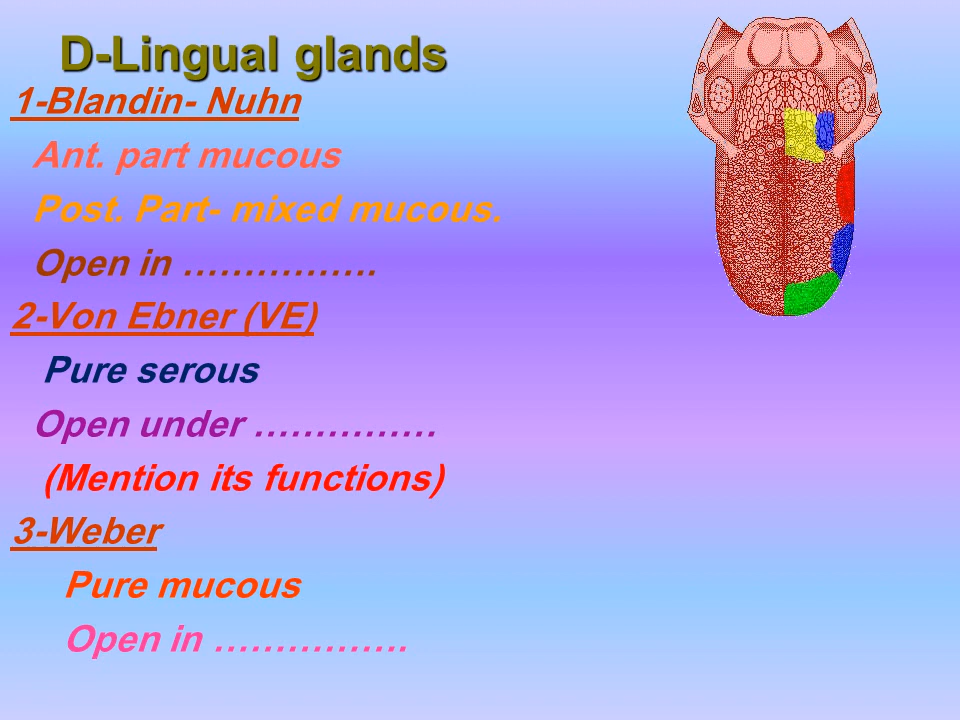 D-Lingual glands
1-Blandin- Nuhn
Ant. part mucous
Post. Part- mixed mucous.
Open in …………….
2-Von Ebner (VE)
Pure serous
Open under ……………
(Mention its functions)
3-Weber
Pure mucous
Open in …………….